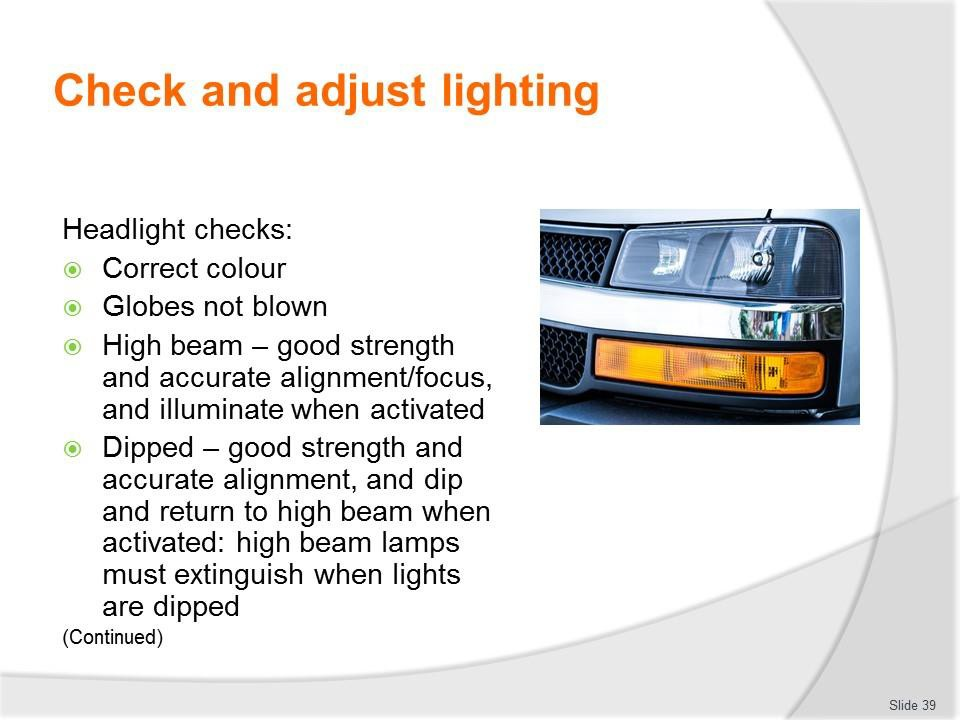 Check and adjust lighting
Headlight checks:
Correct colour
Globes not blown
High beam – good strength
and accurate alignment/focus,
and illuminate when activated
Dipped – good strength and
accurate alignment, and dip
and return to high beam when
activated: high beam lamps
must extinguish when lights
are dipped
(Continued)
Slide 39